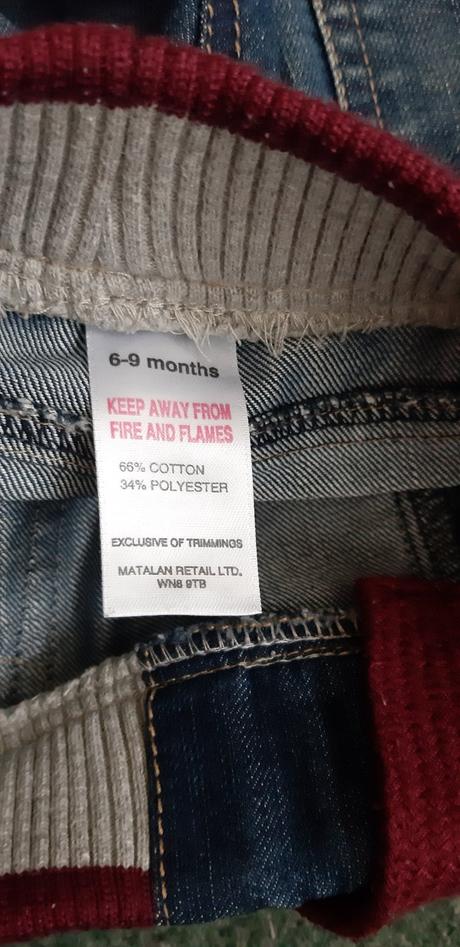 6-9 months
KEEP AWAY FROM
FIRE AND FLAMES
66% COTTON
34% POLYESTER
EXCLUSIVE OF TRIMMINGS
MATALAN RETAIL LTD.
WN8 9TB